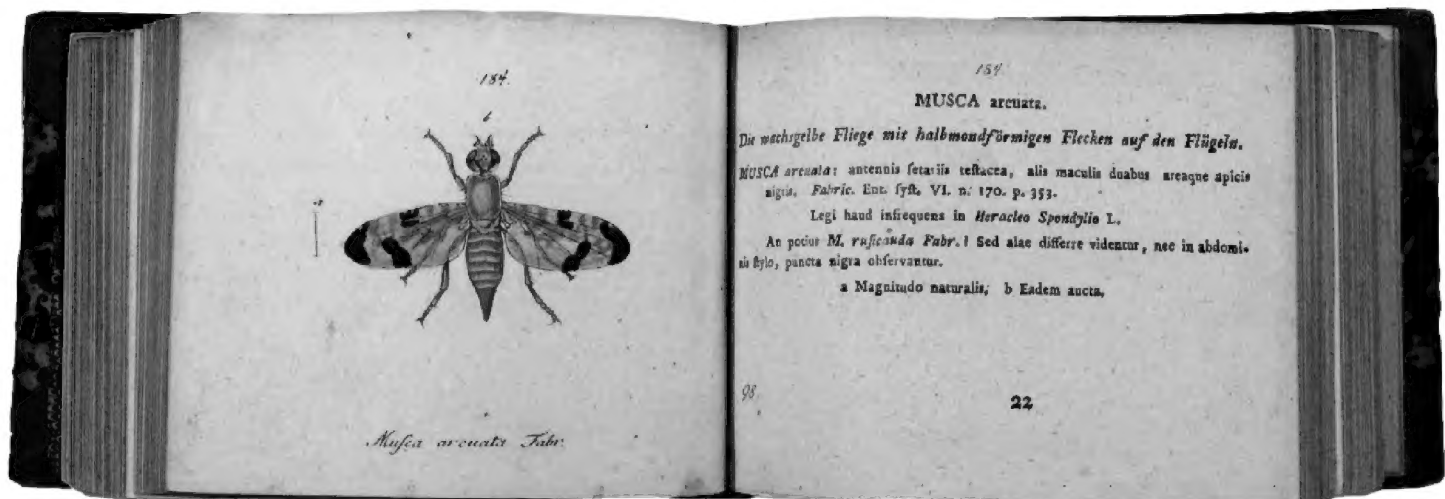 184.
b
a
Musca arcuata Fabr.
184
MUSCA arcuata.
Die wachsgelbe Fliege mit halbmondförmigen Flecken auf den Flügeln.
MUSCA arcuata: antennis setariis testacea, alis maculis duabus areaque apicis
nigris. Fabric. Ent. syst. VI. n. 170. p. 353.
Legi haud infrequens in Heracleo Spondylio L.
An potius M. ruficauda Fabr.? Sed alae differre videntur, nec in abdomi-
nis stylo, puncta nigra observantur.
a Magnitudo naturalis; b Eadem aucta.
98
22